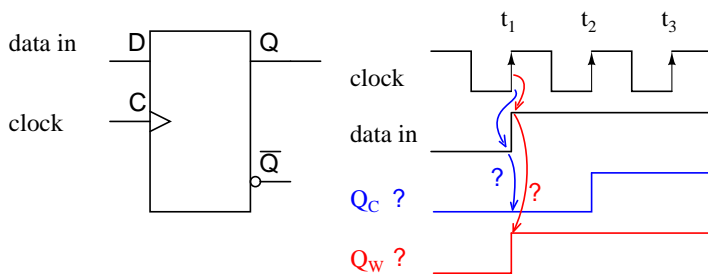 data in
D
Q
C
clock
Q
t1
t2
t3
clock
data in
?
?
QC ?
QW ?